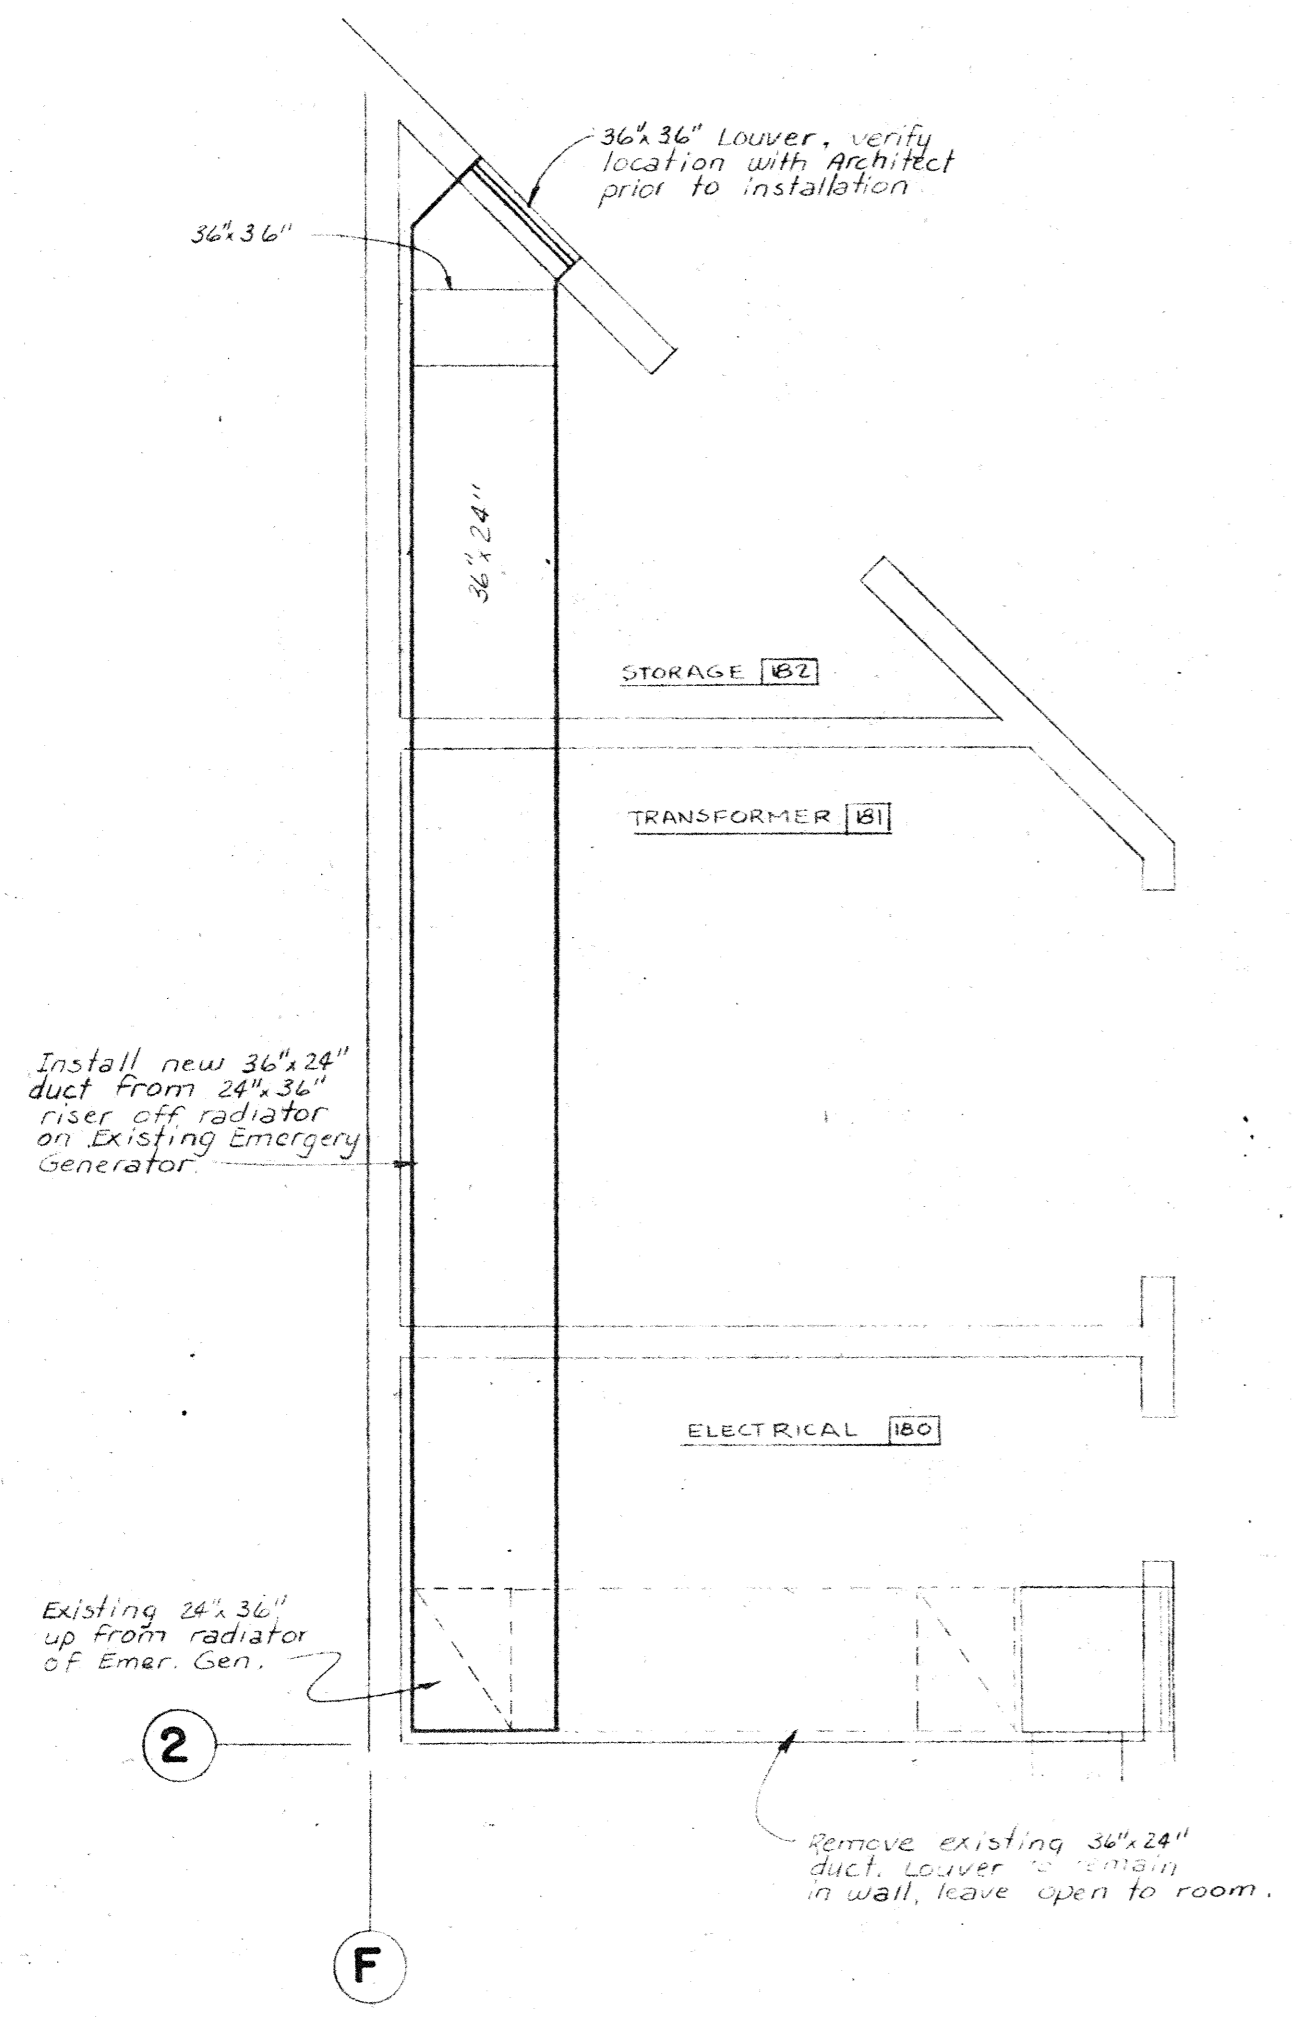 36"x36" Louver, verify
location with Architect
prior to installation
36"x36"
36"x24"
STORAGE 182
TRANSFORMER 181
Install new 36"x24"
duct from 24"x36"
riser off radiator
on Existing Emergery
Generator.
ELECTRICAL 180
Existing 24"x36"
up from radiator
of Emer. Gen.
2
Remove existing 36"x24"
duct. Louver to remain
in wall, leave open to room.
F